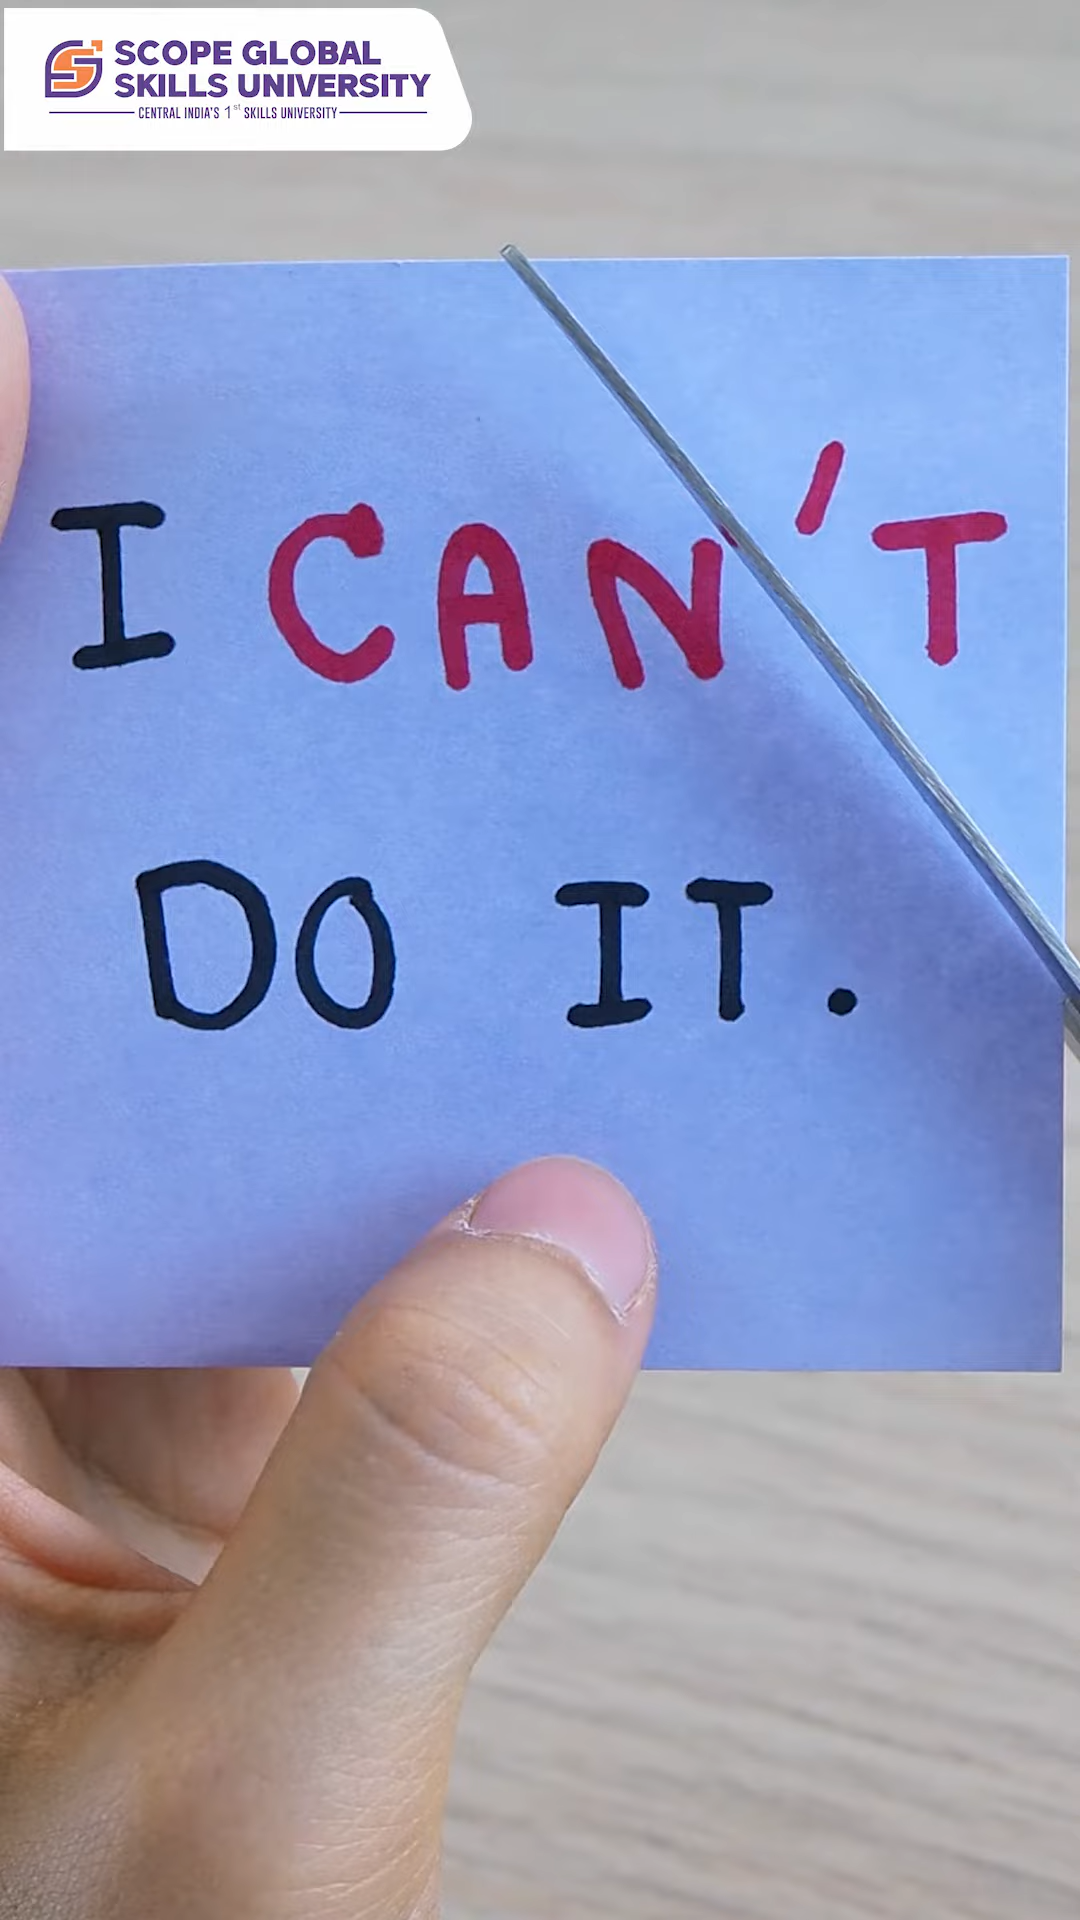 SCOPE GLOBAL
SKILLS UNIVERSITY
CENTRAL INDIA'S 1st SKILLS UNIVERSITY
I CAN'T
DO IT.